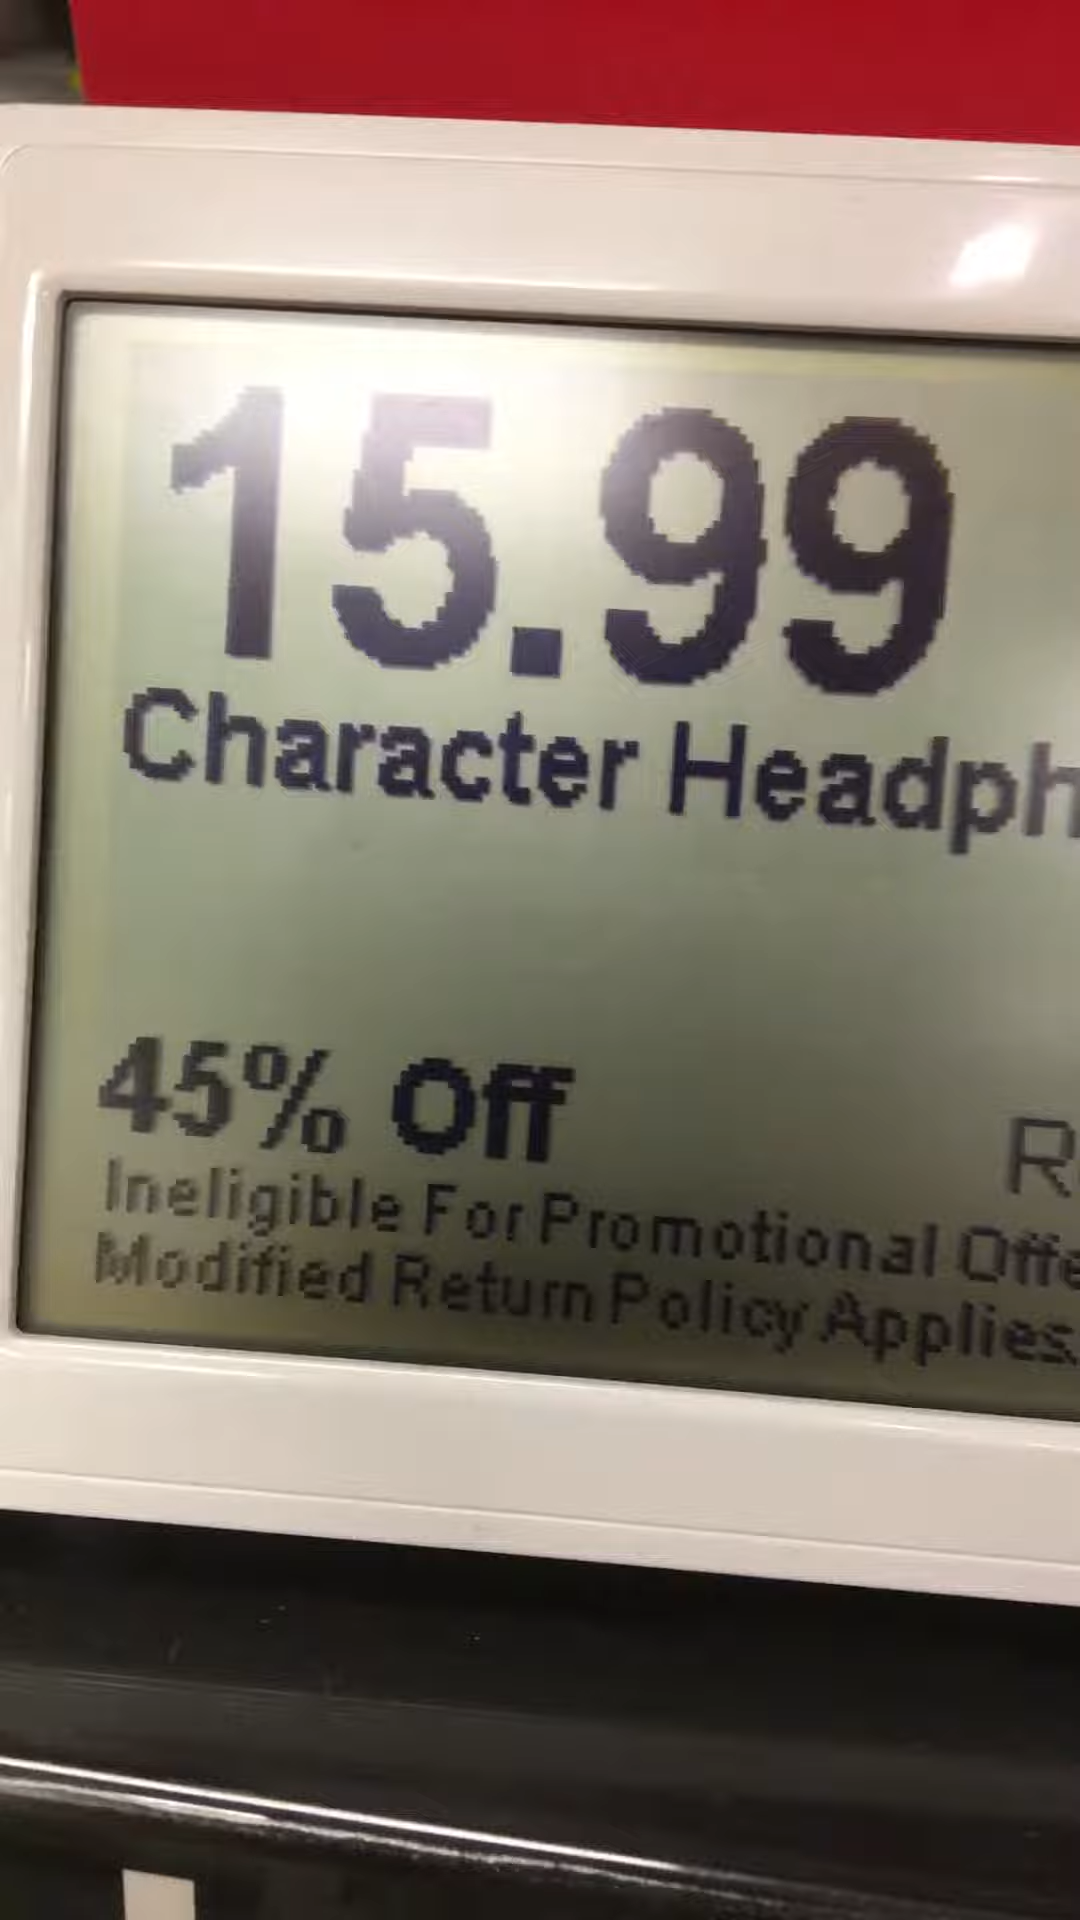 15.99
Character Headph
45% Off
R
Ineligible For Promotional Offe
Modified Return Policy Applies.